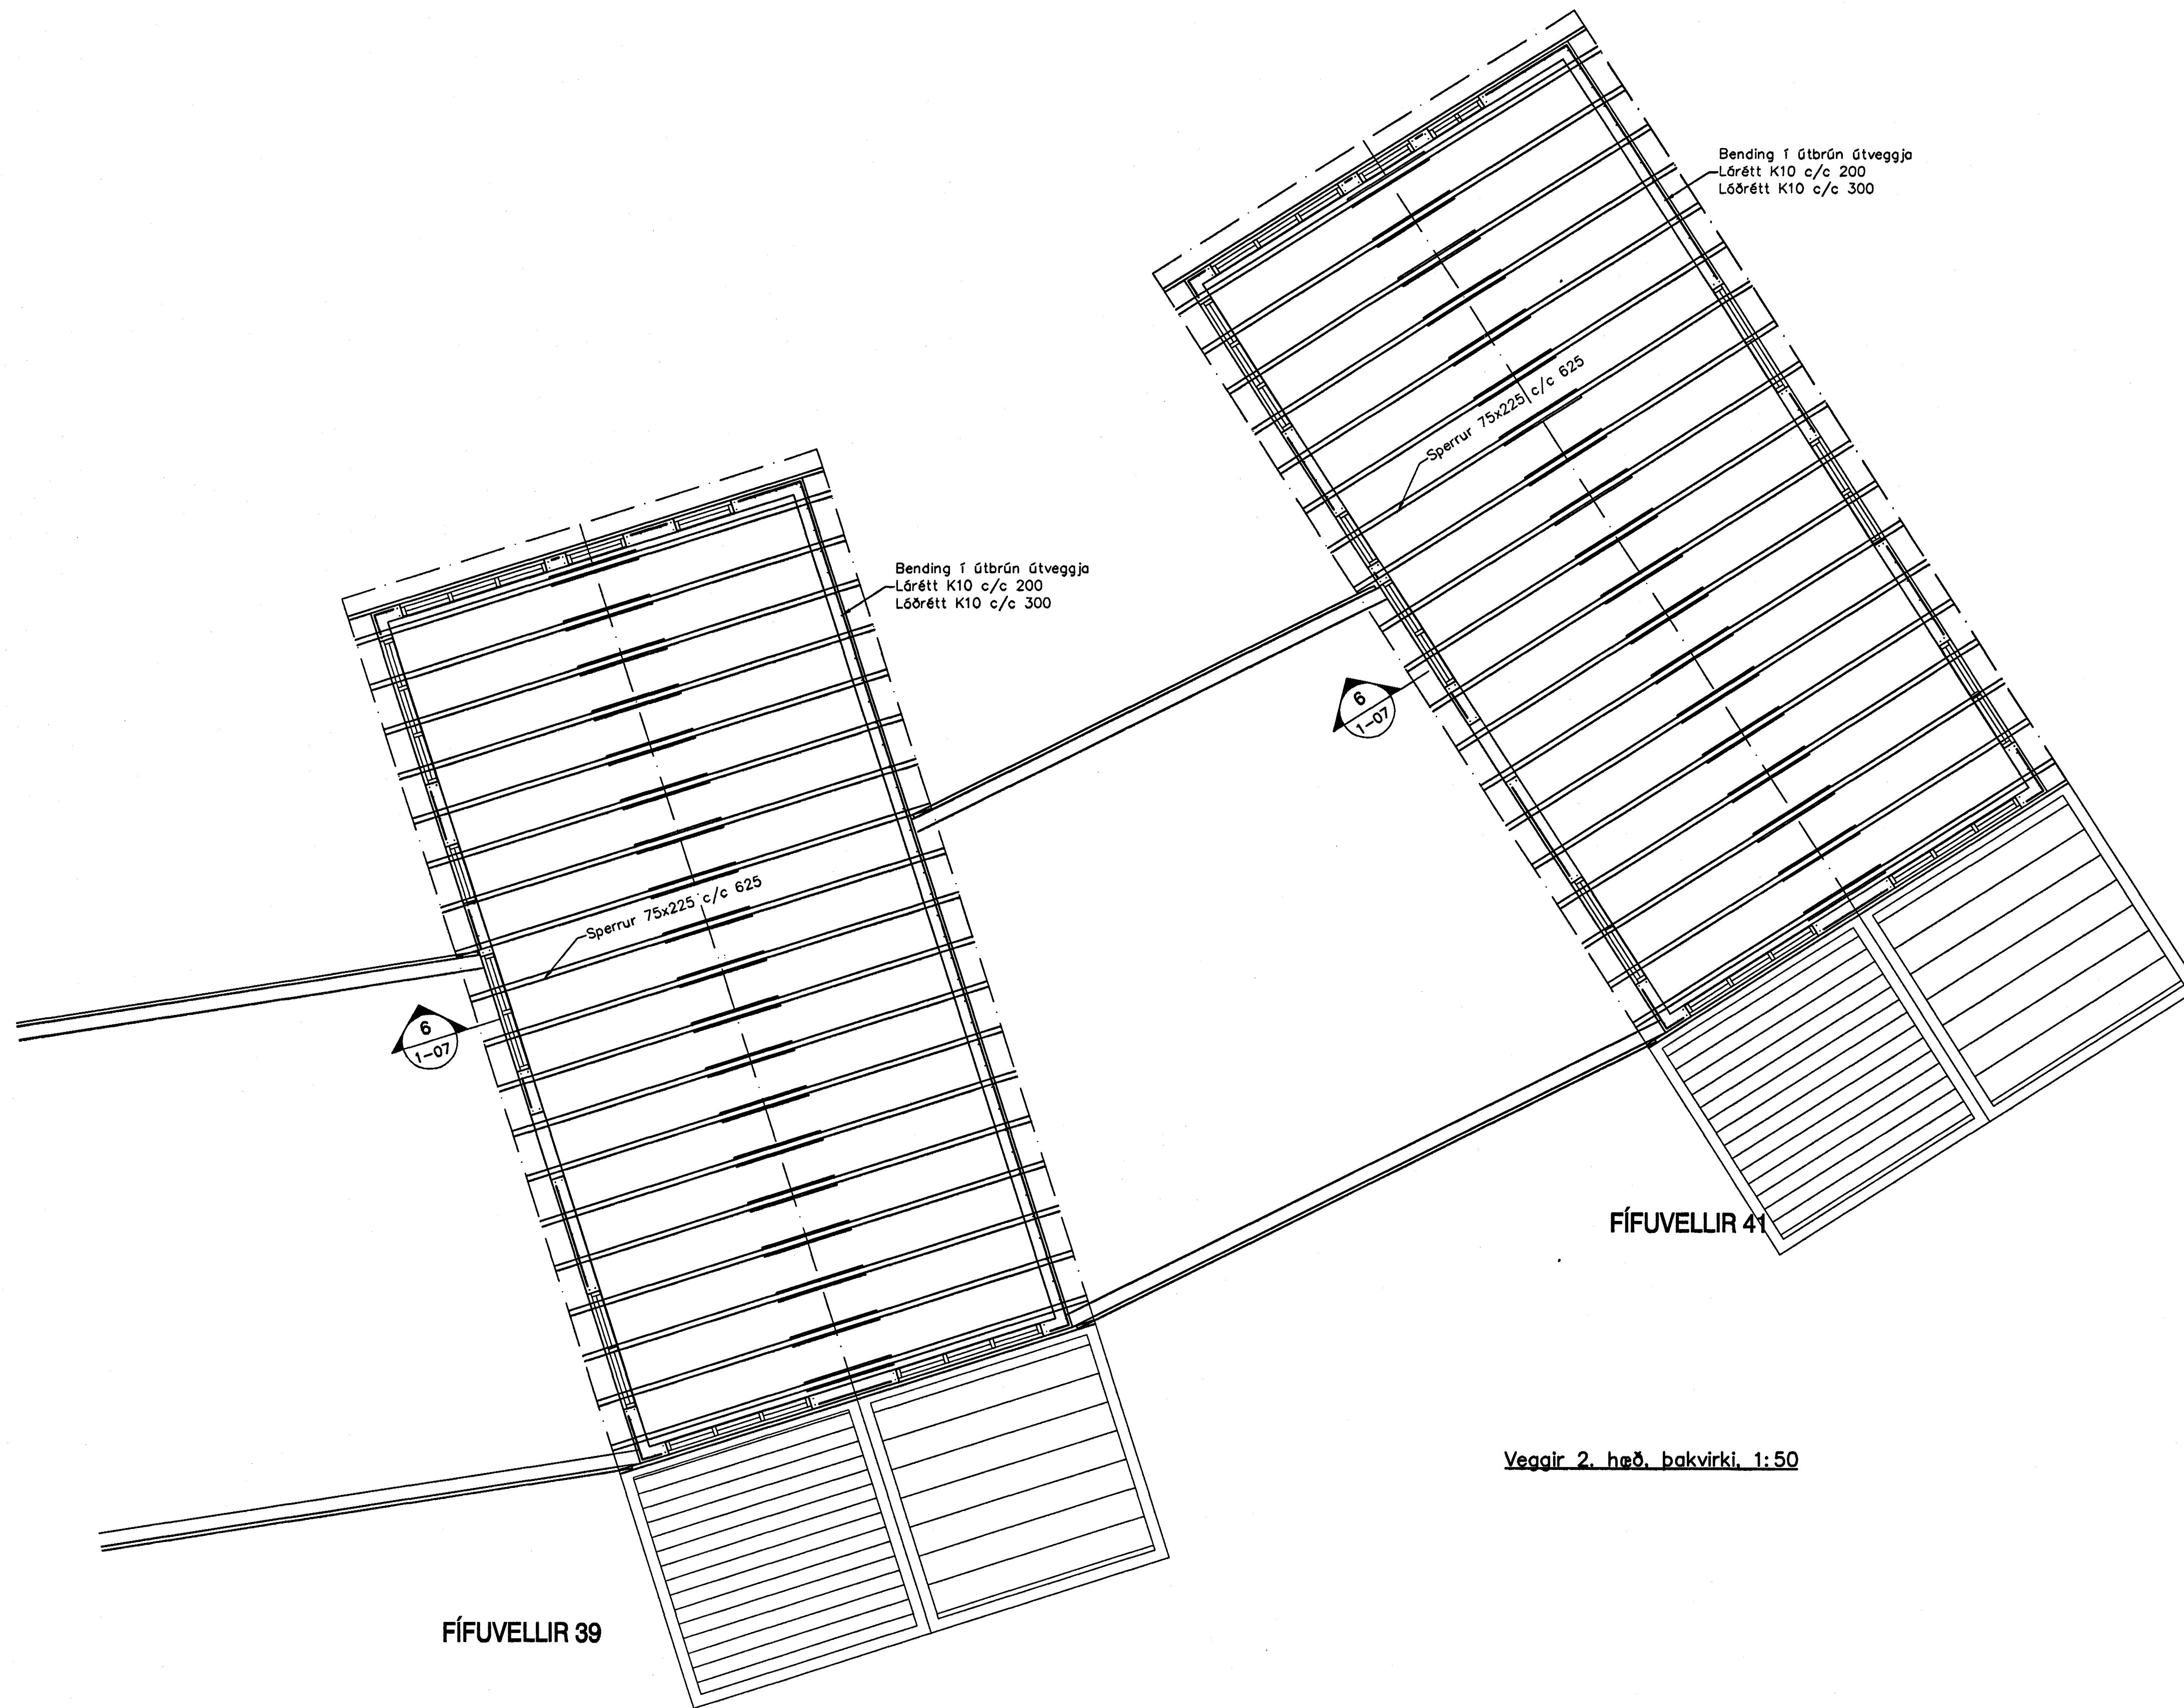 Bending í útbrún útveggja
Lárétt K10 c/c 200
Lóðrétt K10 c/c 300
Sperrur 75x225 c/c 625
Bending í útbrún útveggja
Lárétt K10 c/c 200
Lóðrétt K10 c/c 300
6
1-07
Sperrur 75x225 c/c 625
6
1-07
FÍFUVELLIR 41
Veggir 2. hæð, þakvirki, 1:50
FÍFUVELLIR 39